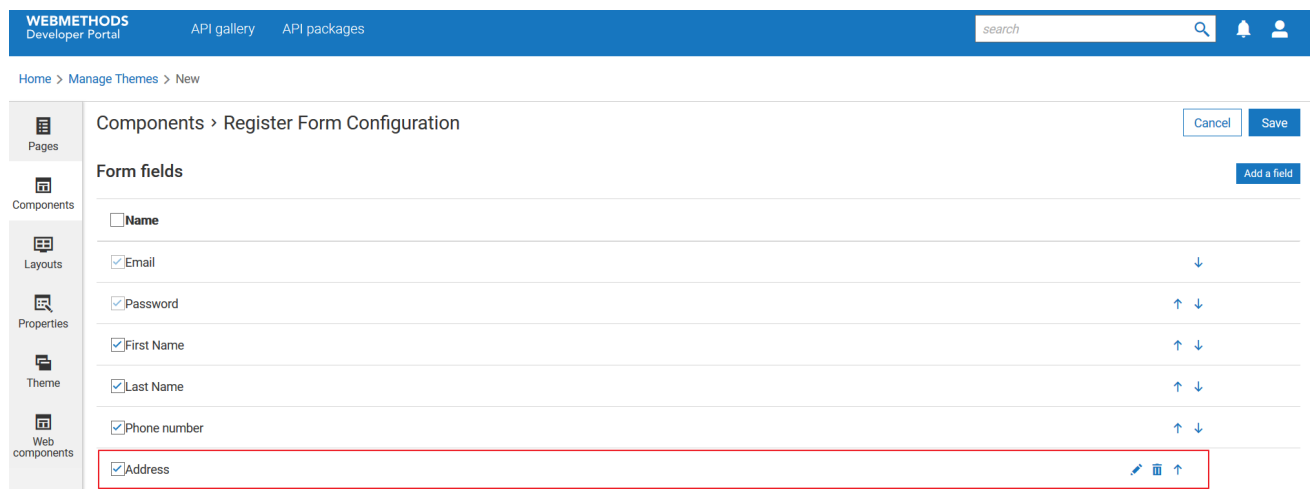 WEBMETHODS
Developer Portal
API gallery API packages search
Home > Manage Themes > New
Pages
Components
Layouts
Properties
Theme
Web
components
Components > Register Form Configuration Cancel Save
Form fields Add a field
Name
Email
Password
First Name
Last Name
Phone number
Address